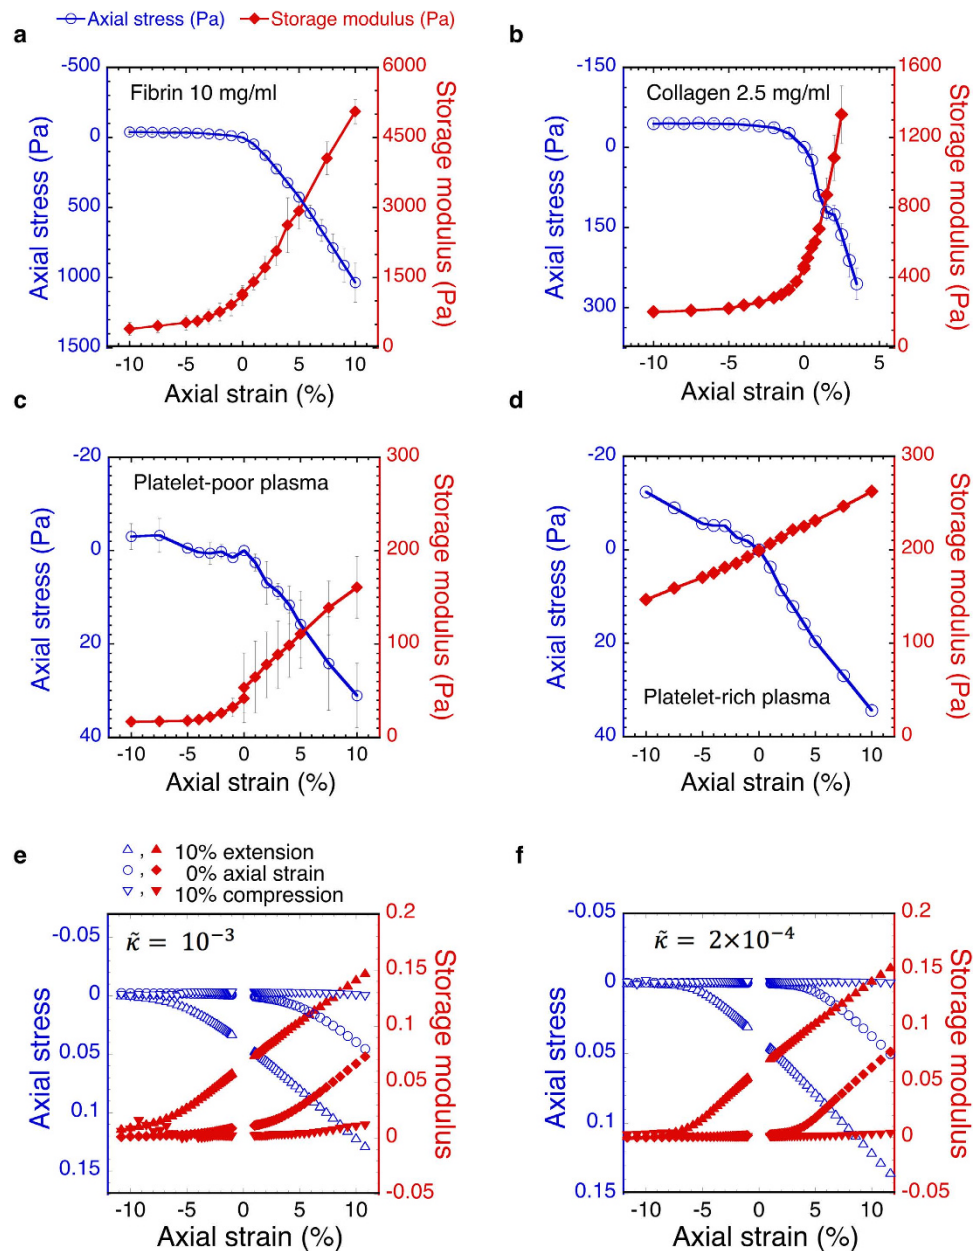 Axial stress (Pa) Storage modulus (Pa)
a
b
-500
0
500
1000
1500
Axial stress (Pa)
Fibrin 10 mg/ml
6000
4500
3000
1500
0
Storage modulus (Pa)
-10 -5 0 5 10
Axial strain (%)
-150
0
150
300
Axial stress (Pa)
Collagen 2.5 mg/ml
1600
1200
800
400
0
Storage modulus (Pa)
-10 -5 0 5
Axial strain (%)
c
d
-20
0
20
40
Axial stress (Pa)
Platelet-poor plasma
300
200
100
0
Storage modulus (Pa)
-10 -5 0 5 10
Axial strain (%)
-20
0
20
40
Axial stress (Pa)
Platelet-rich plasma
300
200
100
0
Storage modulus (Pa)
-10 -5 0 5 10
Axial strain (%)
e
f
, 10% extension
, 0% axial strain
, 10% compression
-0.05
0
0.05
0.1
0.15
Axial stress
κ̃ = 10⁻³
0.2
0.15
0.1
0.05
0
-0.05
Storage modulus
-10 -5 0 5 10
Axial strain (%)
-0.05
0
0.05
0.1
0.15
Axial stress
κ̃ = 2×10⁻⁴
0.2
0.15
0.1
0.05
0
-0.05
Storage modulus
-10 -5 0 5 10
Axial strain (%)